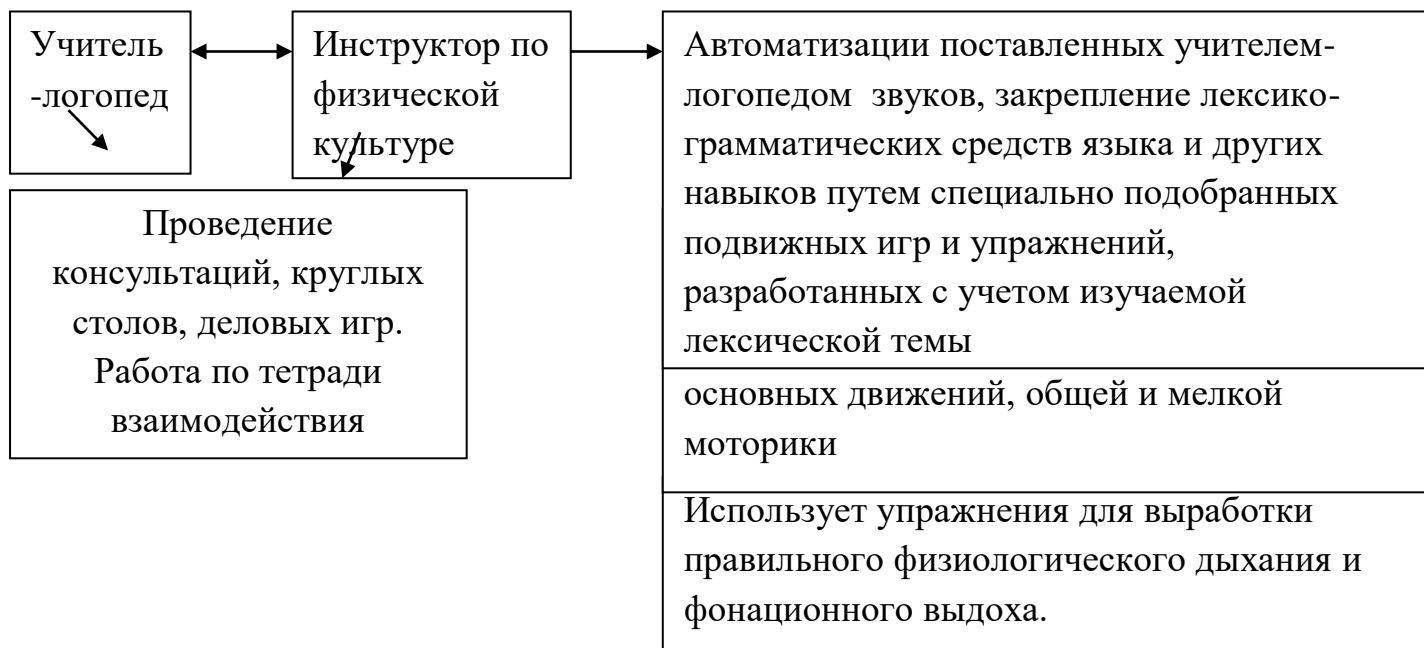 Учитель
-логопед
Инструктор по
физической
культуре
Проведение
консультаций, круглых
столов, деловых игр.
Работа по тетради
взаимодействия
Автоматизации поставленных учителем-
логопедом звуков, закрепление лексико-
грамматических средств языка и других
навыков путем специально подобранных
подвижных игр и упражнений,
разработанных с учетом изучаемой
лексической темы
основных движений, общей и мелкой
моторики
Использует упражнения для выработки
правильного физиологического дыхания и
фонационного выдоха.